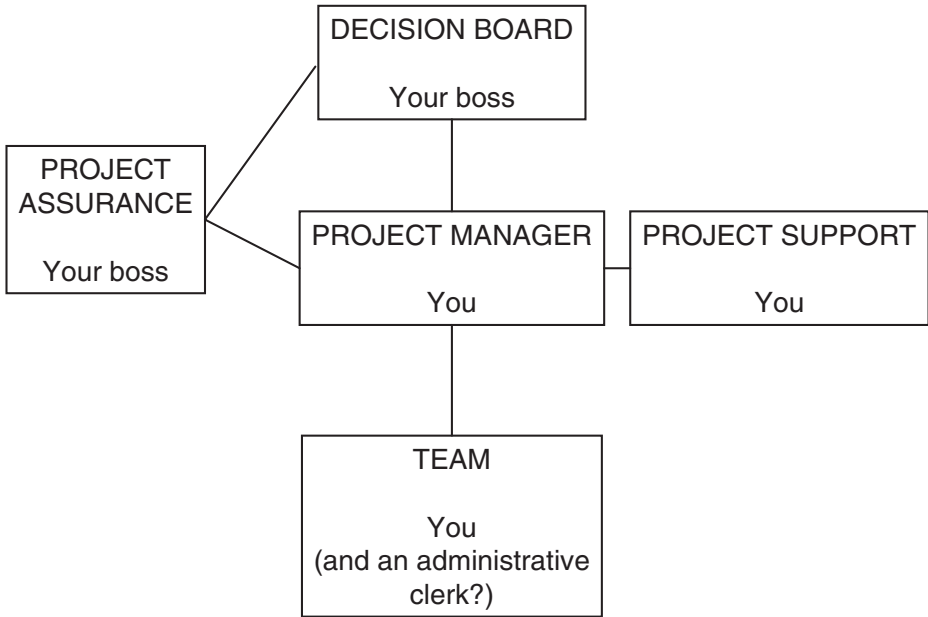 DECISION BOARD
Your boss
PROJECT
ASSURANCE
Your boss
PROJECT MANAGER
You
PROJECT SUPPORT
You
TEAM
You
(and an administrative
clerk?)